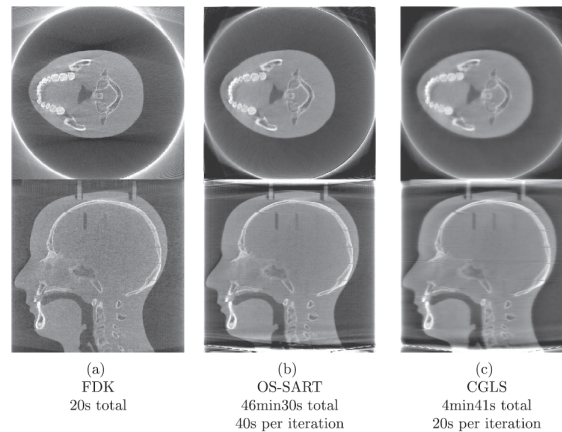 (a)
FDK
20s total
(b)
OS-SART
46min30s total
40s per iteration
(c)
CGLS
4min41s total
20s per iteration